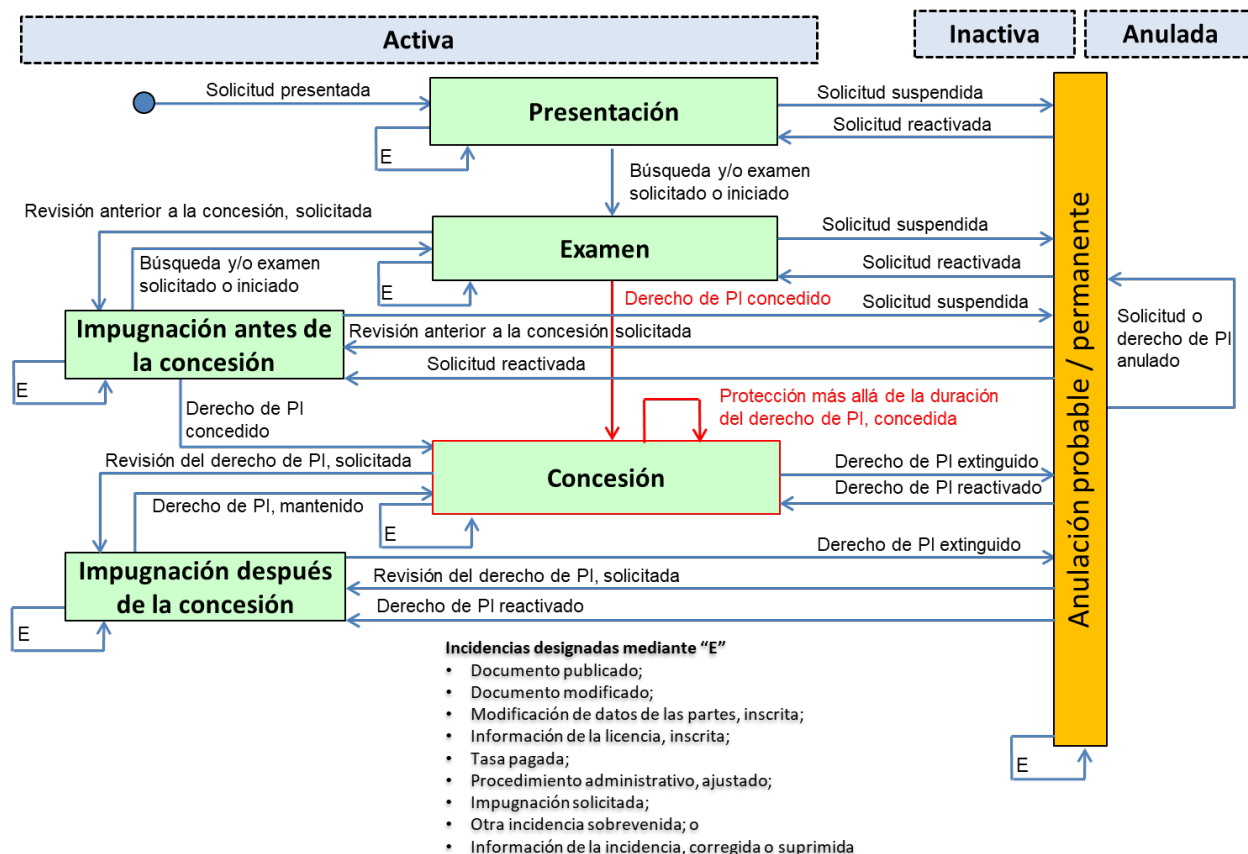 Activa
Inactiva
Anulada
Solicitud presentada
Presentación
Solicitud suspendida
Solicitud reactivada
E
Búsqueda y/o examen
solicitado o iniciado
Revisión anterior a la concesión, solicitada
Examen
Solicitud suspendida
Solicitud reactivada
E
Búsqueda y/o examen
solicitado o iniciado
Derecho de PI concedido
Solicitud suspendida
Impugnación antes de
la concesión
Revisión anterior a la concesión solicitada
Solicitud reactivada
E
Solicitud o
derecho de PI
anulado
Anulación probable / permanente
Derecho de PI
concedido
Protección más allá de la duración
del derecho de PI, concedida
Revisión del derecho de PI, solicitada
Concesión
Derecho de PI extinguido
Derecho de PI reactivado
Derecho de PI, mantenido
E
Derecho de PI extinguido
Impugnación después
de la concesión
Revisión del derecho de PI, solicitada
Derecho de PI reactivado
E
Incidencias designadas mediante “E”
• Documento publicado;
• Documento modificado;
• Modificación de datos de las partes, inscrita;
• Información de la licencia, inscrita;
• Tasa pagada;
• Procedimiento administrativo, ajustado;
• Impugnación solicitada;
• Otra incidencia sobrevenida; o
• Información de la incidencia, corregida o suprimida
E